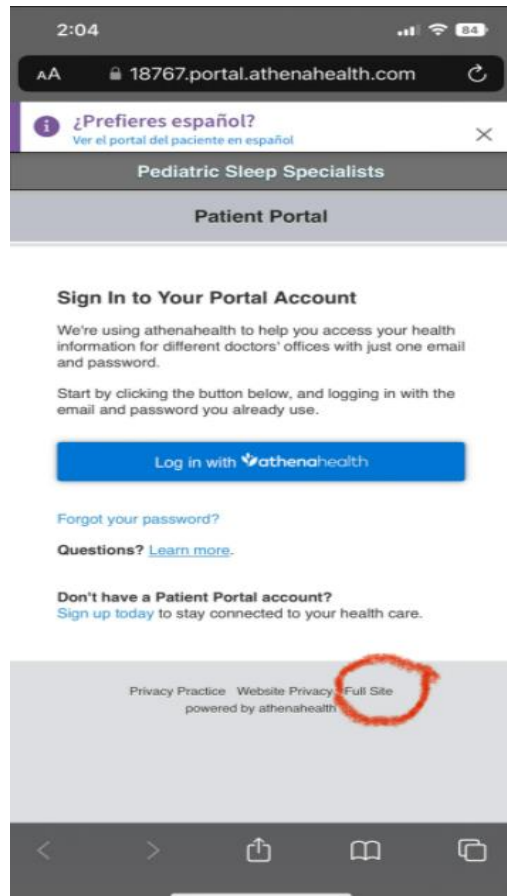 2:04
84
AA 18767.portal.athenahealth.com
¿Prefieres español?
Ver el portal del paciente en español
Pediatric Sleep Specialists
Patient Portal
Sign In to Your Portal Account
We're using athenahealth to help you access your health
information for different doctors' offices with just one email
and password.
Start by clicking the button below, and logging in with the
email and password you already use.
Log in with athenahealth
Forgot your password?
Questions? Learn more.
Don't have a Patient Portal account?
Sign up today to stay connected to your health care.
Privacy Practice Website Privacy Full Site
powered by athenahealth